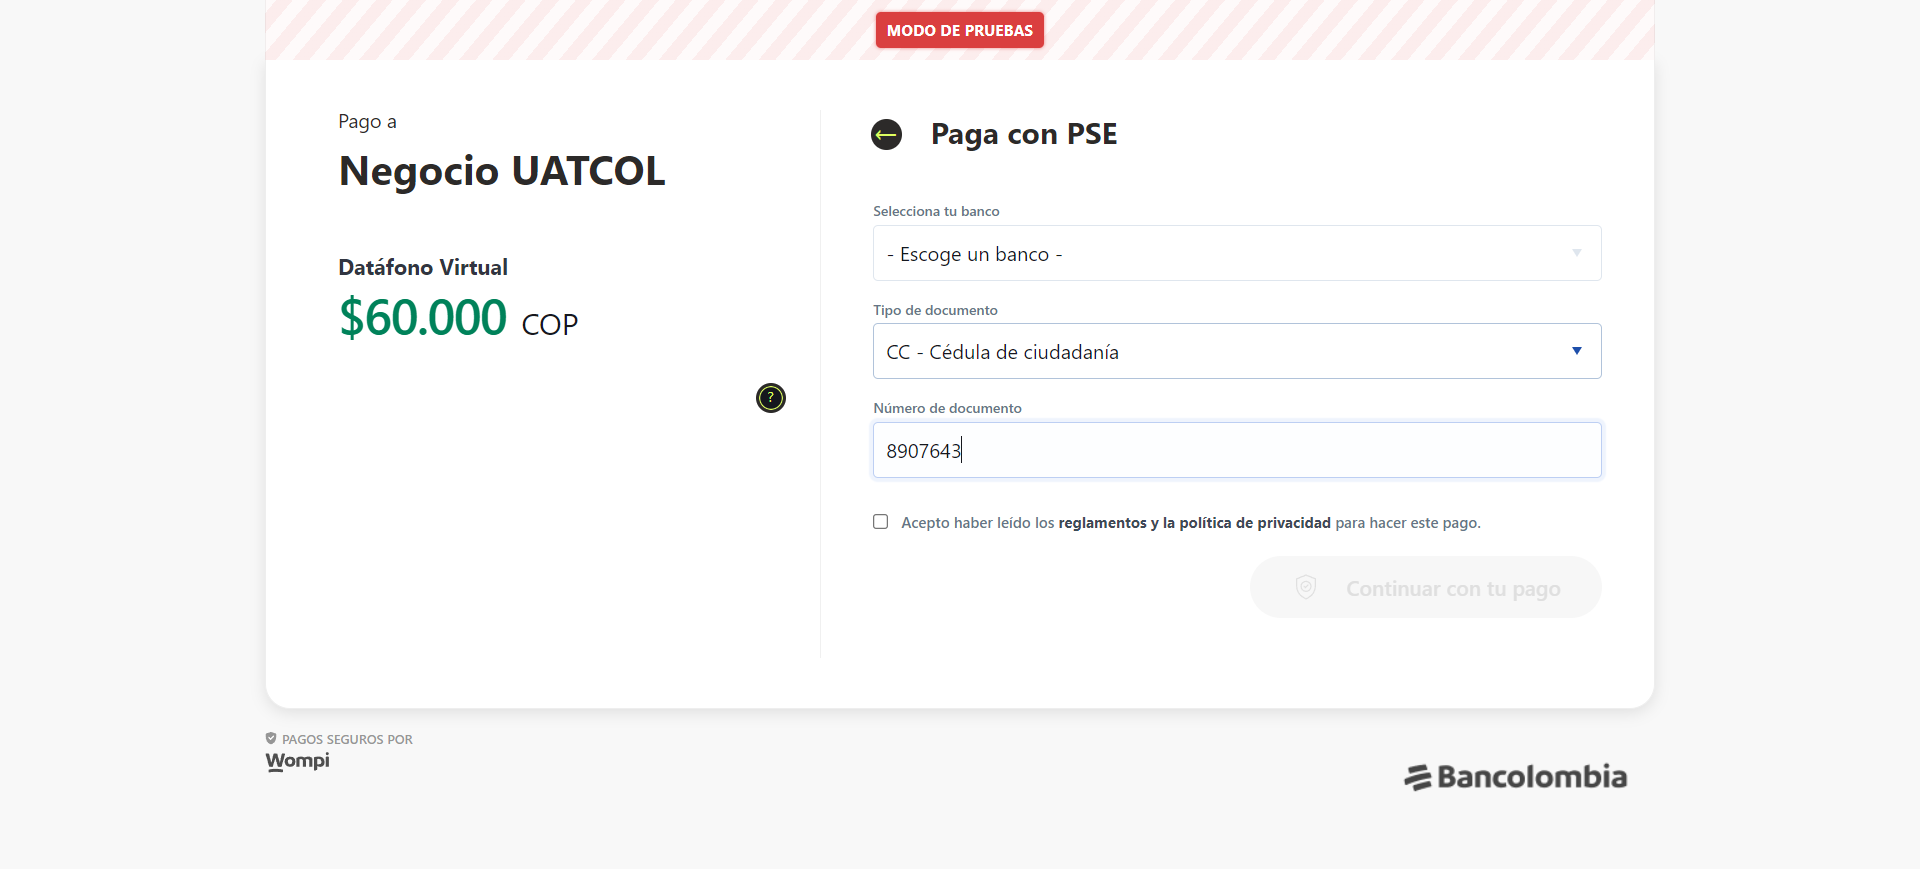 MODO DE PRUEBAS
Pago a
Negocio UATCOL
Datáfono Virtual
$60.000 COP
?
Paga con PSE
Selecciona tu banco
- Escoge un banco -
Tipo de documento
CC - Cédula de ciudadanía
Número de documento
8907643
Acepto haber leído los reglamentos y la política de privacidad para hacer este pago.
Continuar con tu pago
PAGOS SEGUROS POR
Wompi
Bancolombia